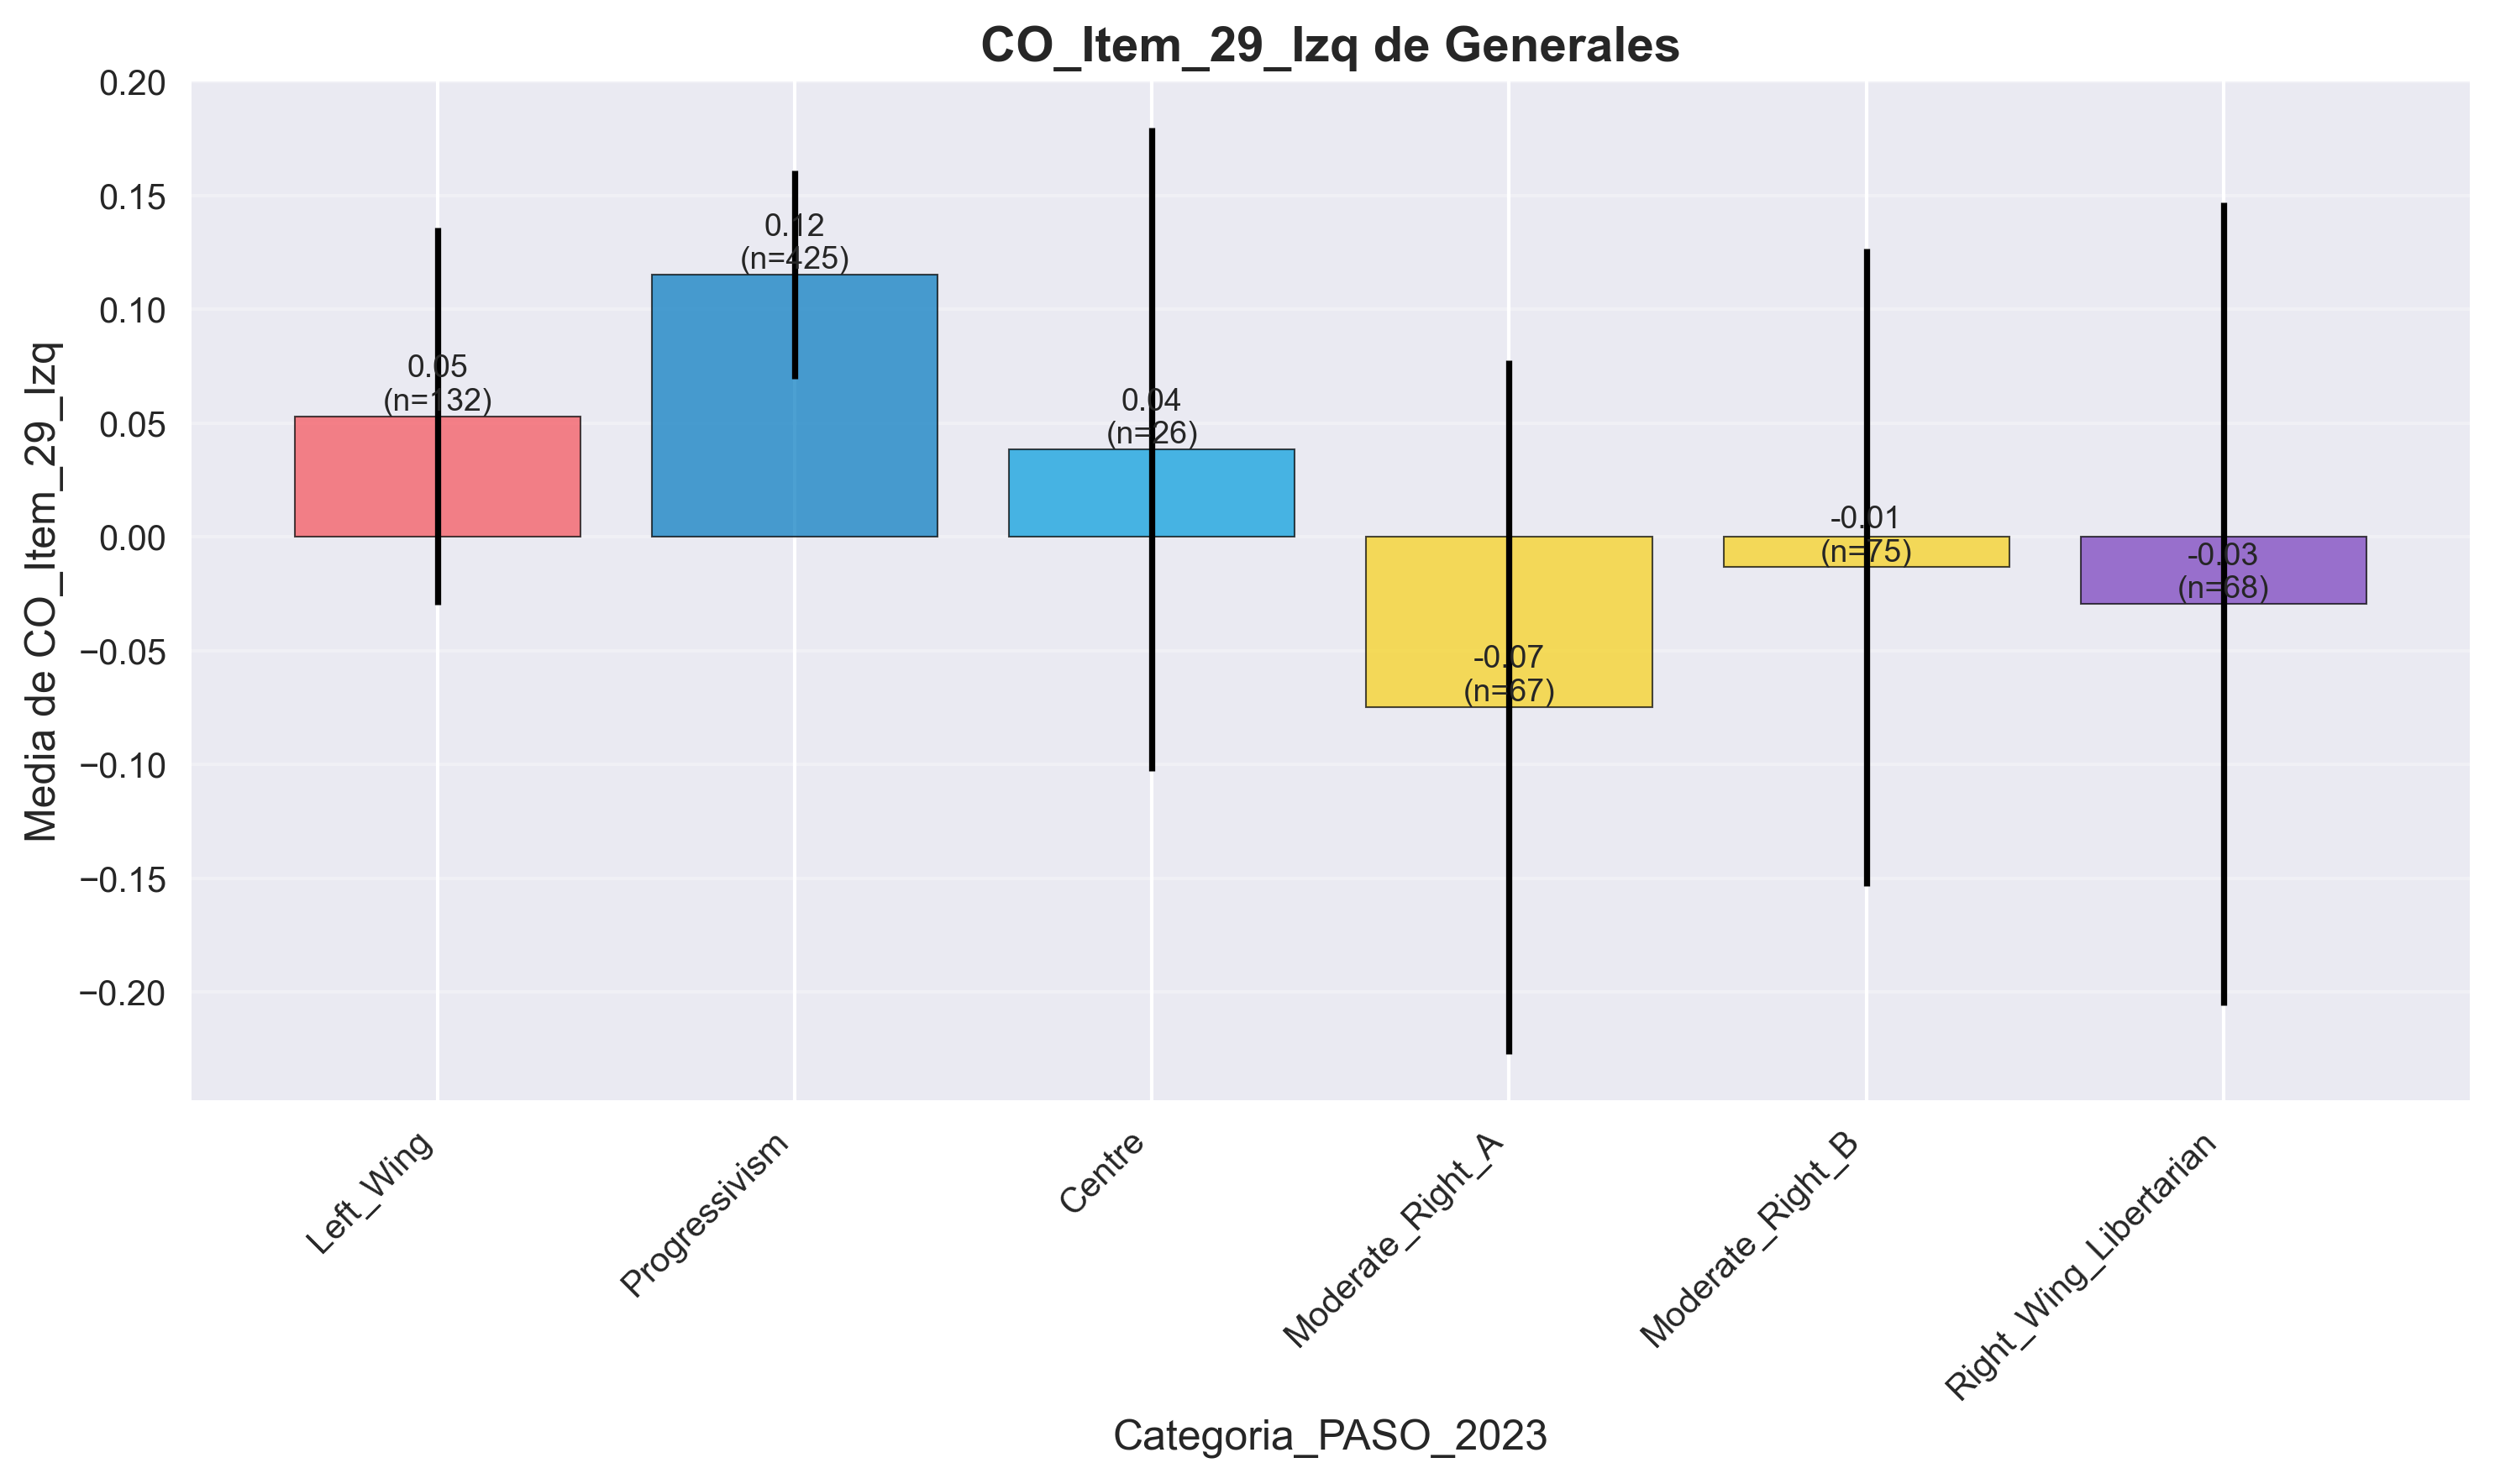 CO_Item_29_Izq de Generales
Media de CO_Item_29_Izq
0.20
0.15
0.10
0.05
0.00
−0.05
−0.10
−0.15
−0.20
0.05
(n=132)
0.12
(n=425)
0.04
(n=26)
-0.07
(n=67)
-0.01
(n=75)
-0.03
(n=68)
Left_Wing
Progressivism
Centre
Moderate_Right_A
Moderate_Right_B
Right_Wing_Libertarian
Categoria_PASO_2023